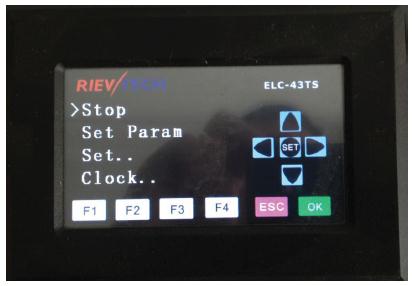 RIEVTECH ELC-43TS
>Stop
Set Param
Set..
Clock..
SET
F1 F2 F3 F4 ESC OK